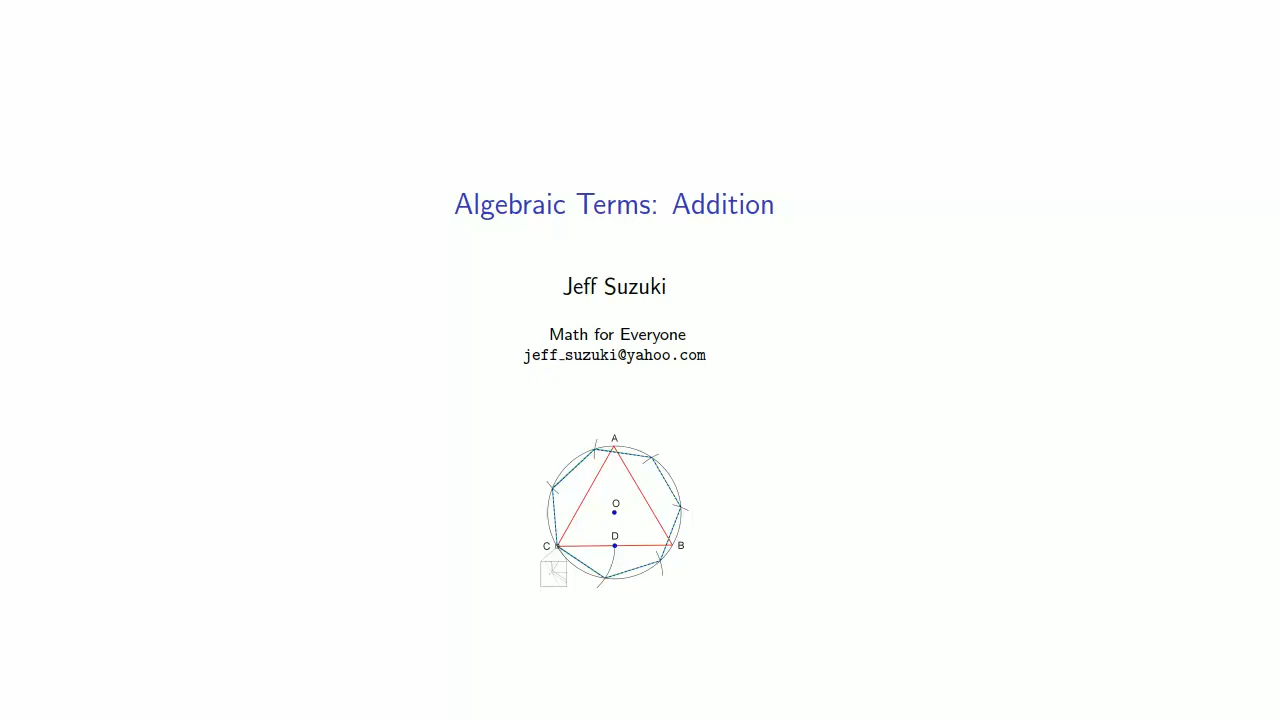 Algebraic Terms: Addition
Jeff Suzuki
Math for Everyone
jeff_suzuki@yahoo.com
A
O
D
C
B